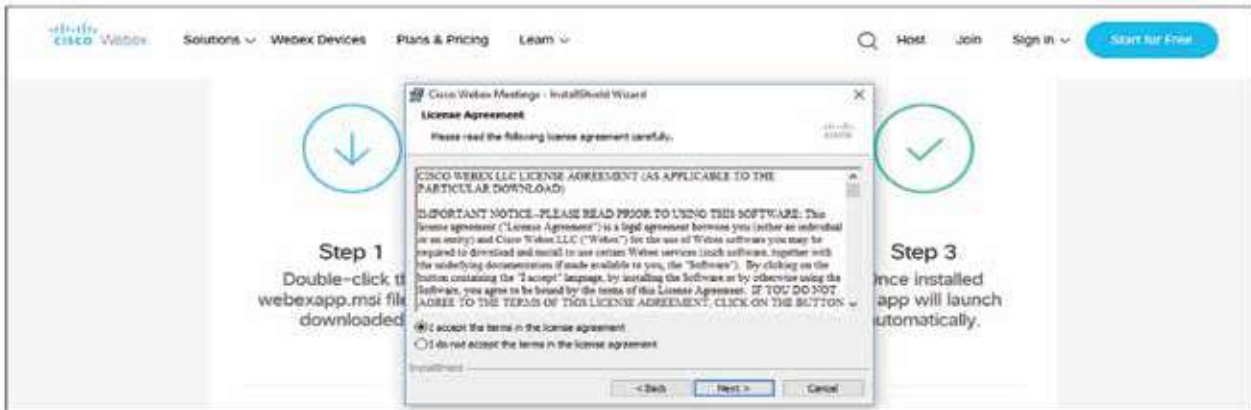 CISCO Webex Solutions Webex Devices Plans & Pricing Learn Host Join Sign in Start for Free
Cisco Webex Meetings - InstallShield Wizard
License Agreement
Please read the following license agreement carefully.
CISCO
CISCO WEBEX LLC LICENSE AGREEMENT (AS APPLICABLE TO THE
PARTICULAR DOWNLOAD)
IMPORTANT NOTICE--PLEASE READ PRIOR TO USING THIS SOFTWARE: This
license agreement ("License Agreement") is a legal agreement between you (either an individual
or an entity) and Cisco Webex LLC ("Webex") for the use of Webex software you may be
required to download and install to use certain Webex services (such software, together with
the underlying documentation if made available to you, the "Software"). By clicking on the
button containing the "I accept" language, by installing the Software or by otherwise using the
Software, you agree to be bound by the terms of this License Agreement. IF YOU DO NOT
AGREE TO THE TERMS OF THIS LICENSE AGREEMENT, CLICK ON THE BUTTON
I accept the terms in the license agreement
I do not accept the terms in the license agreement
InstallShield
< Back Next > Cancel
Step 1
Double-click th
webexapp.msi file
downloaded
Step 3
nce installed
app will launch
utomatically.